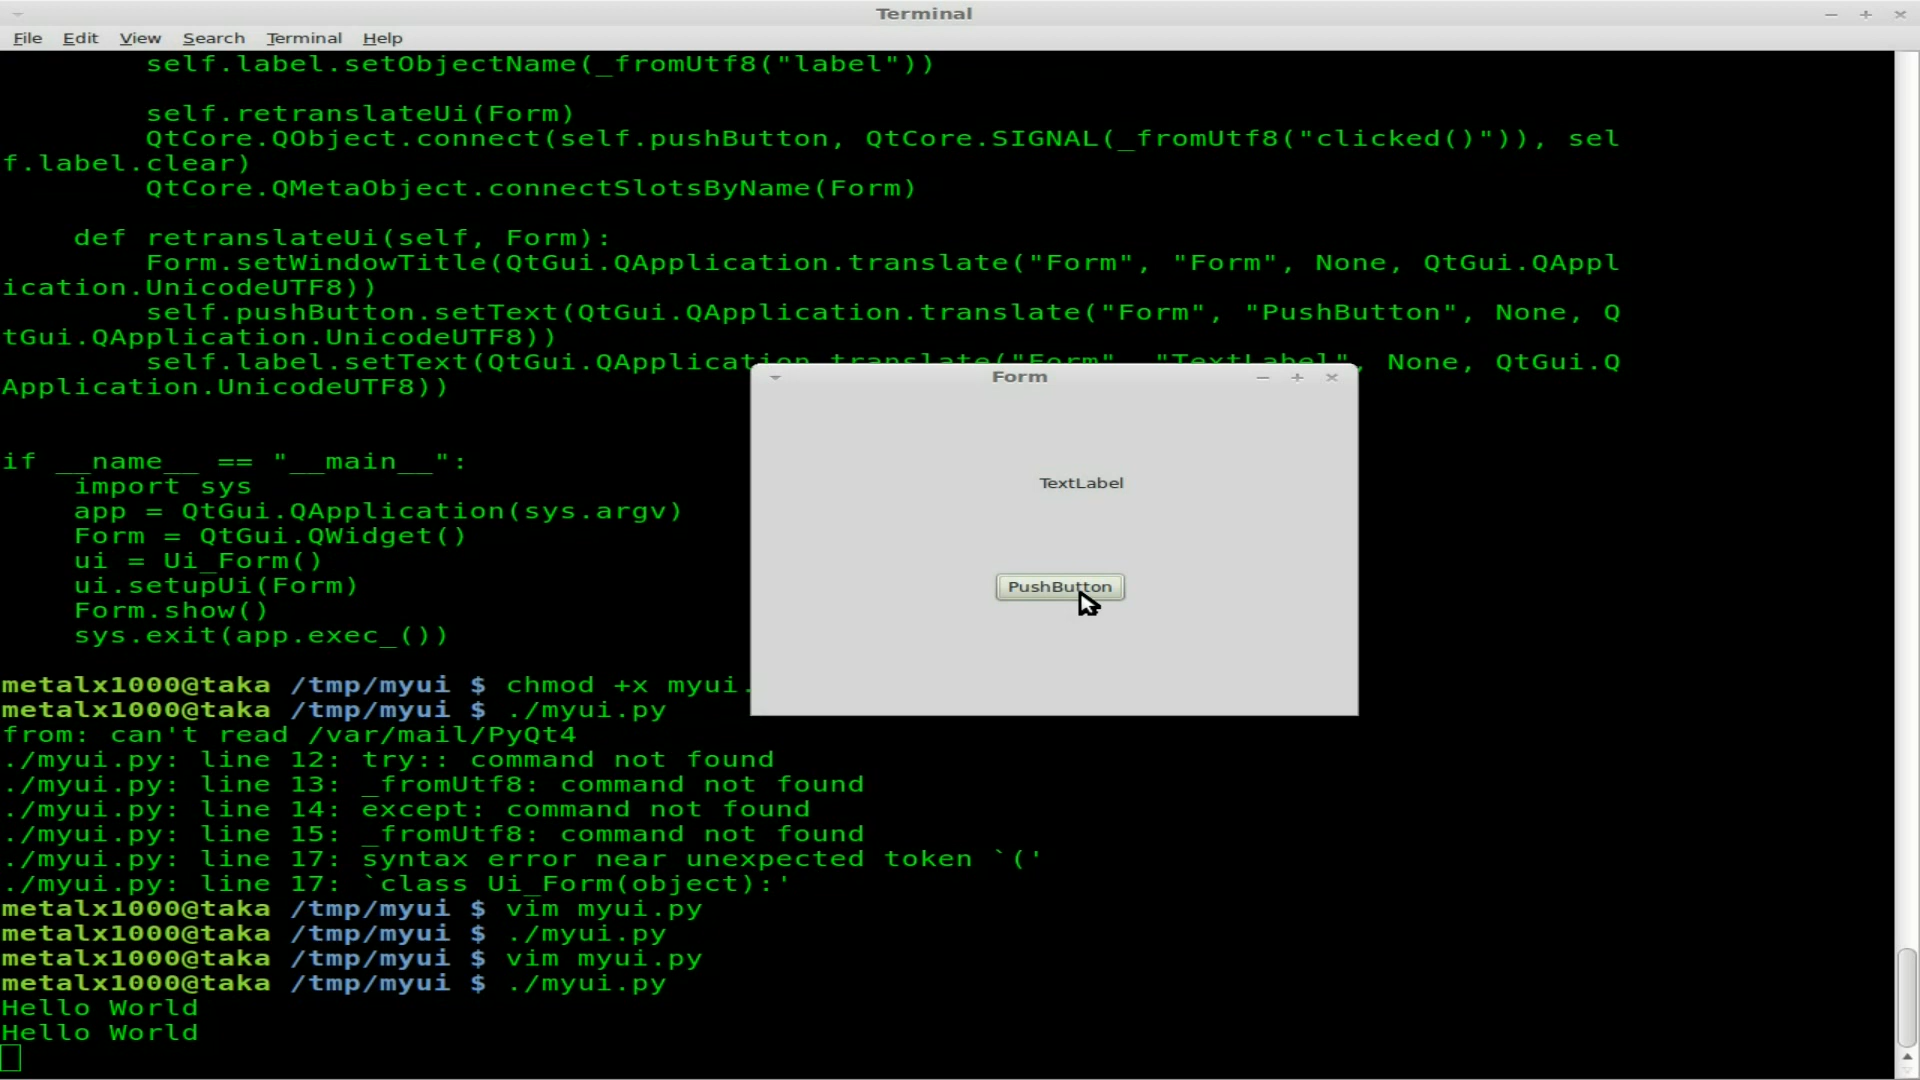 Terminal
File Edit View Search Terminal Help
self.label.setObjectName(_fromUtf8("label"))
self.retranslateUi(Form)
QtCore.QObject.connect(self.pushButton, QtCore.SIGNAL(_fromUtf8("clicked()")), sel
f.label.clear)
QtCore.QMetaObject.connectSlotsByName(Form)
def retranslateUi(self, Form):
Form.setWindowTitle(QtGui.QApplication.translate("Form", "Form", None, QtGui.QAppl
ication.UnicodeUTF8))
self.pushButton.setText(QtGui.QApplication.translate("Form", "PushButton", None, Q
tGui.QApplication.UnicodeUTF8))
self.label.setText(QtGui.QApplication.translate("Form", "TextLabel", None, QtGui.Q
Application.UnicodeUTF8))
if __name__ == "__main__":
import sys
app = QtGui.QApplication(sys.argv)
Form = QtGui.QWidget()
ui = Ui_Form()
ui.setupUi(Form)
Form.show()
sys.exit(app.exec_())
metalx1000@taka /tmp/myui $ chmod +x myui.
metalx1000@taka /tmp/myui $ ./myui.py
from: can't read /var/mail/PyQt4
./myui.py: line 12: try:: command not found
./myui.py: line 13: _fromUtf8: command not found
./myui.py: line 14: except: command not found
./myui.py: line 15: _fromUtf8: command not found
./myui.py: line 17: syntax error near unexpected token `('
./myui.py: line 17: `class Ui_Form(object):'
metalx1000@taka /tmp/myui $ vim myui.py
metalx1000@taka /tmp/myui $ ./myui.py
metalx1000@taka /tmp/myui $ vim myui.py
metalx1000@taka /tmp/myui $ ./myui.py
Hello World
Hello World
Form
TextLabel
PushButton